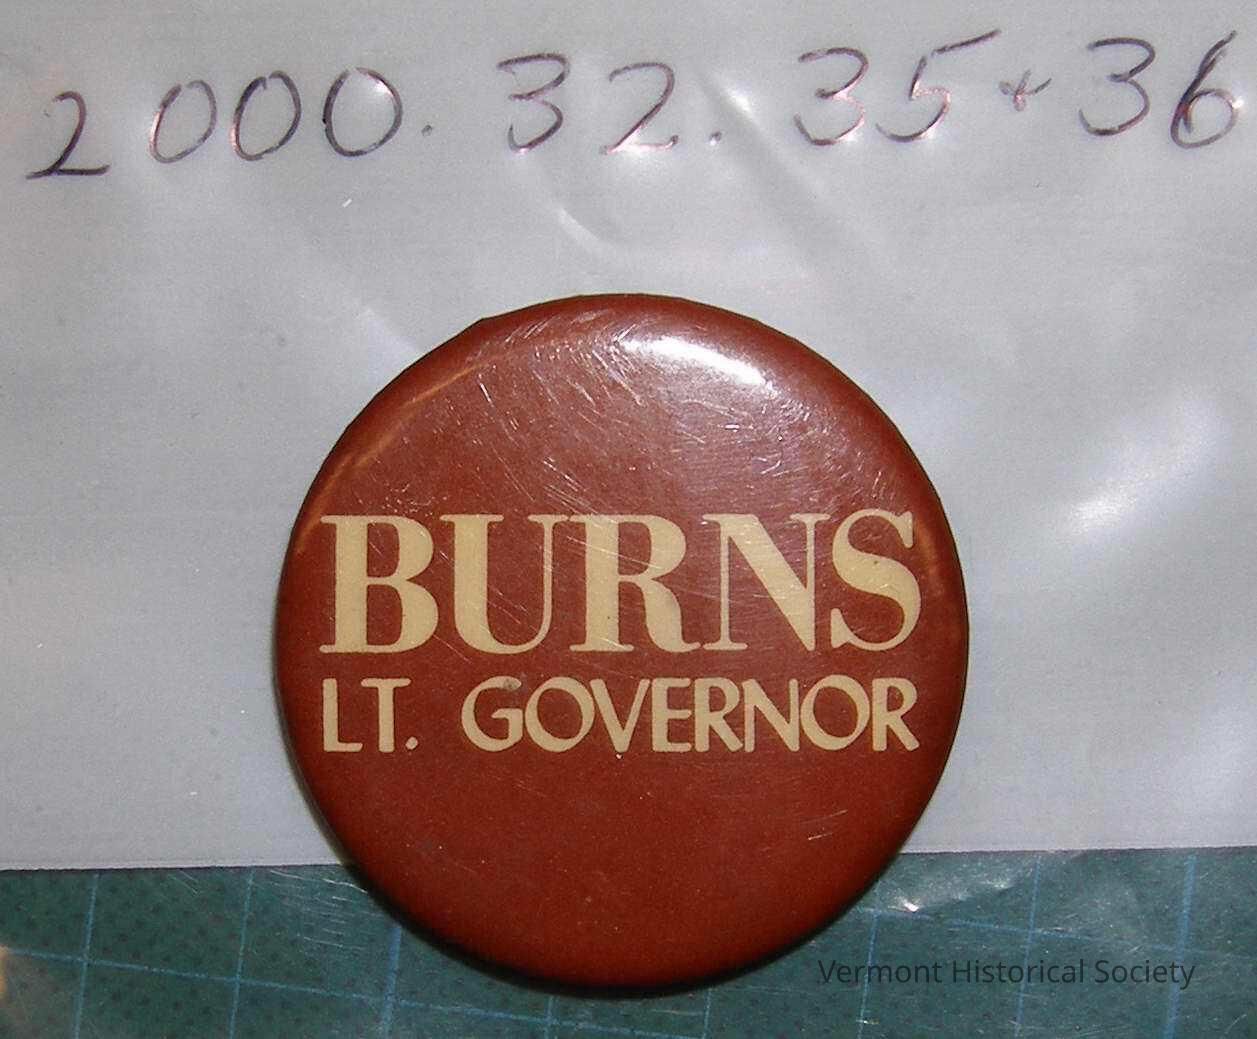 2000.32.35+36
BURNS
LT. GOVERNOR
Vermont Historical Society